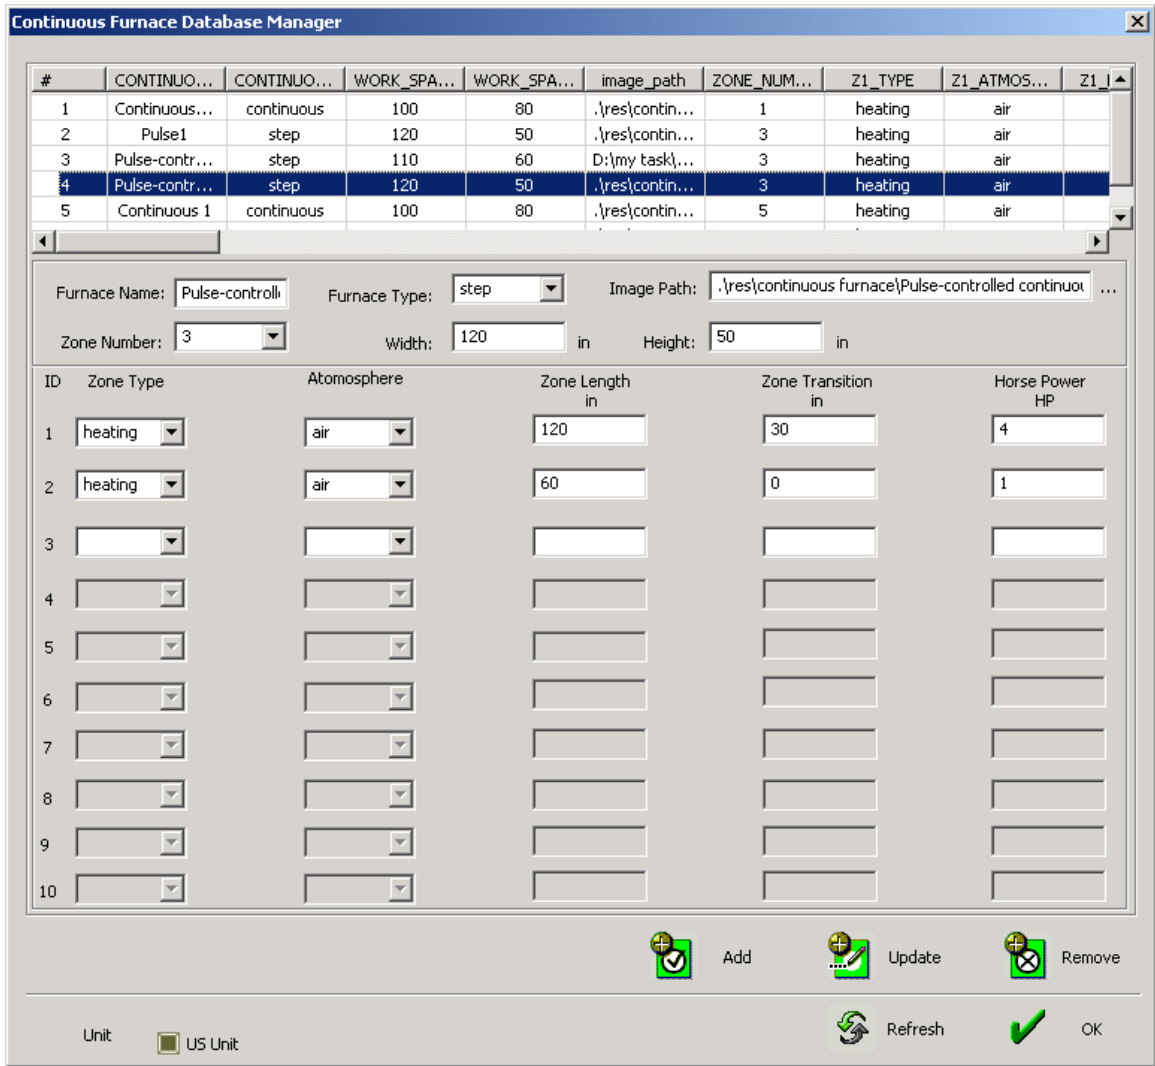 Continuous Furnace Database Manager
# CONTINUO... CONTINUO... WORK_SPA... WORK_SPA... image_path ZONE_NUM... Z1_TYPE Z1_ATMOS...
1 Continuous... continuous 100 80 .\res\contin... 1 heating air
2 Pulse1 step 120 50 .\res\contin... 3 heating air
3 Pulse-contr... step 110 60 D:\my task\... 3 heating air
4 Pulse-contr... step 120 50 .\res\contin... 3 heating air
5 Continuous 1 continuous 100 80 .\res\contin... 5 heating air
Furnace Name: Pulse-controll Furnace Type: step Image Path: .\res\continuous furnace\Pulse-controlled continuou ...
Zone Number: 3 Width: 120 in Height: 50 in
ID Zone Type Atomosphere Zone Length Zone Transition Horse Power
in in HP
1 heating air 120 30 4
2 heating air 60 0 1
3
4
5
6
7
8
9
10
Add Update Remove
Unit US Unit Refresh OK